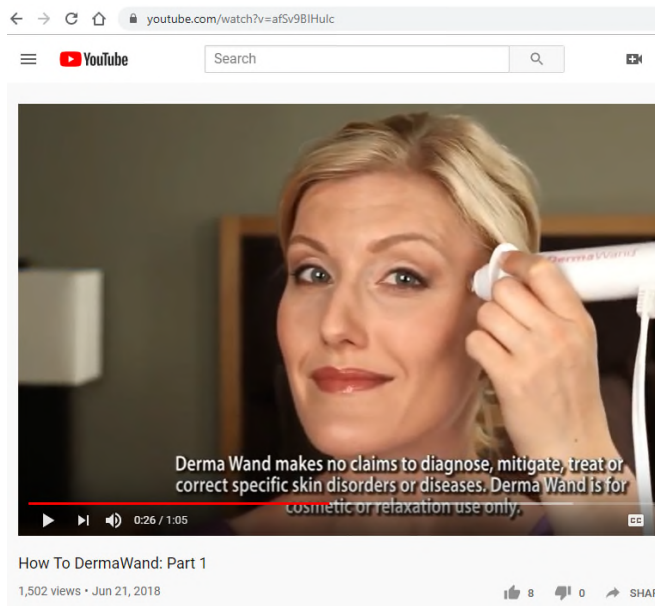 youtube.com/watch?v=afSv9BIHulc
YouTube
Search
DermaWand
Derma Wand makes no claims to diagnose, mitigate, treat or
correct specific skin disorders or diseases. Derma Wand is for
cosmetic or relaxation use only.
0:26 / 1:05
CC
How To DermaWand: Part 1
1,502 views • Jun 21, 2018
8
0
SHAR